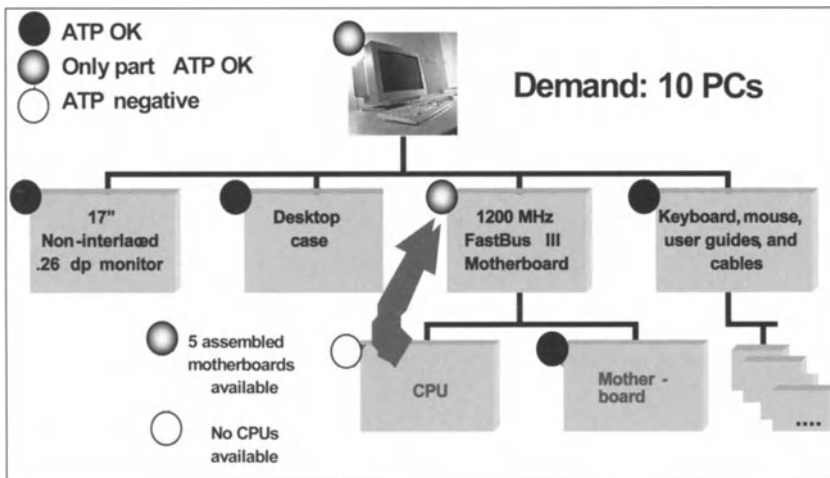 ATP OK
Only part ATP OK
ATP negative
Demand: 10 PCs
17”
Non-interlaced
.26 dp monitor
Desktop
case
1200 MHz
FastBus III
Motherboard
Keyboard, mouse,
user guides, and
cables
5 assembled
motherboards
available
CPU
Mother -
board
No CPUs
available
....